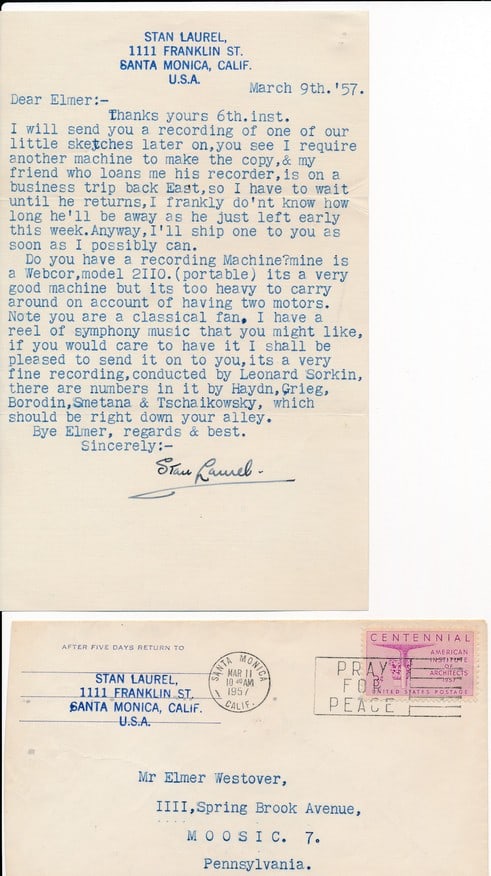 STAN LAUREL,
1111 FRANKLIN ST.
SANTA MONICA, CALIF.
U.S.A.
March 9th.'57.
Dear Elmer:-
Thanks yours 6th.inst.
I will send you a recording of one of our
little sketches later on,you see I require
another machine to make the copy,& my
friend who loans me his recorder,is on a
business trip back East,so I have to wait
until he returns,I frankly do'nt know how
long he'll be away as he just left early
this week.Anyway,I'll ship one to you as
soon as I possibly can.
Do you have a recording Machine?mine is
a Webcor,model 2IIO.(portable) its a very
good machine but its too heavy to carry
around on account of having two motors.
Note you are a classical fan. I have a
reel of symphony music that you might like,
if you would care to have it I shall be
pleased to send it on to you,its a very
fine recording,conducted by Leonard Sorkin,
there are numbers in it by Haydn,Grieg,
Borodin,Smetana & Tschaikowsky, which
should be right down your alley.
Bye Elmer, regards & best.
Sincerely:-
Stan Laurel.
AFTER FIVE DAYS RETURN TO
STAN LAUREL,
1111 FRANKLIN ST.
SANTA MONICA, CALIF.
U.S.A.
SANTA MONICA
1
MAR 11
10 AM
1957
CALIF.
PRAY
FOR
PEACE
CENTENNIAL
AMERICAN
INSTITUTE
OF
ARCHITECTS
1957
UNITED STATES POSTAGE
Mr Elmer Westover,
IIII,Spring Brook Avenue,
MOOSIC. 7.
Pennsylvania.